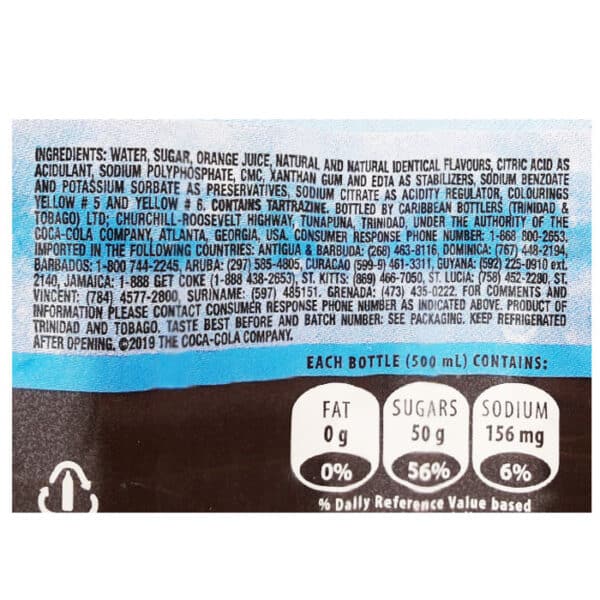 INGREDIENTS: WATER, SUGAR, ORANGE JUICE, NATURAL AND NATURAL IDENTICAL FLAVOURS, CITRIC ACID AS
ACIDULANT, SODIUM POLYPHOSPHATE, CMC, XANTHAN GUM AND EDTA AS STABILIZERS, SODIUM BENZOATE
AND POTASSIUM SORBATE AS PRESERVATIVES, SODIUM CITRATE AS ACIDITY REGULATOR, COLOURINGS
YELLOW # 5 AND YELLOW # 6. CONTAINS TARTRAZINE. BOTTLED BY CARIBBEAN BOTTLERS (TRINIDAD &
TOBAGO) LTD; CHURCHILL-ROOSEVELT HIGHWAY, TUNAPUNA, TRINIDAD, UNDER THE AUTHORITY OF THE
COCA-COLA COMPANY, ATLANTA, GEORGIA, USA. CONSUMER RESPONSE PHONE NUMBER: 1-868 800-2653.
IMPORTED IN THE FOLLOWING COUNTRIES: ANTIGUA & BARBUDA: (268) 463-8116, DOMINICA: (767) 448-2194,
BARBADOS: 1-800 744-2245, ARUBA: (297) 585-4805, CURACAO (599-9) 461-3311, GUYANA: (592) 225-0910 ext.
2140, JAMAICA: 1-888 GET COKE (1-888 438-2653), ST. KITTS: (869) 466-7050, ST. LUCIA: (758) 452-2280, ST.
VINCENT: (784) 4577-2800, SURINAME: (597) 485151. GRENADA: (473) 435-0222. FOR COMMENTS AND
INFORMATION PLEASE CONTACT CONSUMER RESPONSE PHONE NUMBER AS INDICATED ABOVE. PRODUCT OF
TRINIDAD AND TOBAGO. TASTE BEST BEFORE AND BATCH NUMBER: SEE PACKAGING. KEEP REFRIGERATED
AFTER OPENING. ©2019 THE COCA-COLA COMPANY.
EACH BOTTLE (500 mL) CONTAINS:
FAT SUGARS SODIUM
0 g 50 g 156 mg
0% 56% 6%
% Daily Reference Value based